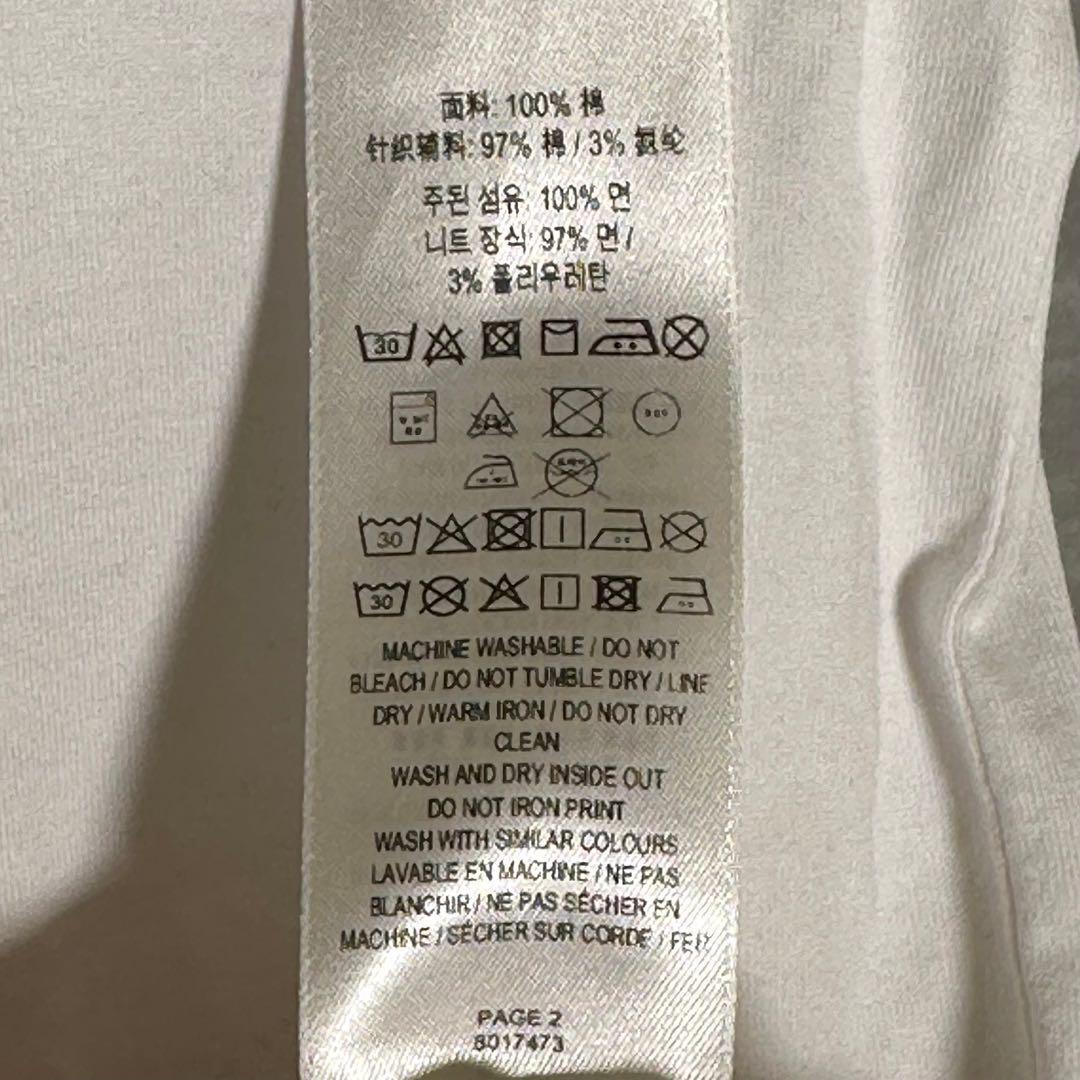 面料: 100% 棉
针织辅料: 97% 棉 / 3% 氨纶
주된 섬유: 100% 면
니트 장식: 97% 면 /
3% 폴리우레탄
30
30
30
MACHINE WASHABLE / DO NOT
BLEACH / DO NOT TUMBLE DRY / LINE
DRY / WARM IRON / DO NOT DRY
CLEAN
WASH AND DRY INSIDE OUT
DO NOT IRON PRINT
WASH WITH SIMILAR COLOURS
LAVABLE EN MACHINE / NE PAS
BLANCHIR / NE PAS SÉCHER EN
MACHINE / SÉCHER SUR CORDE / FER
PAGE 2
8017473